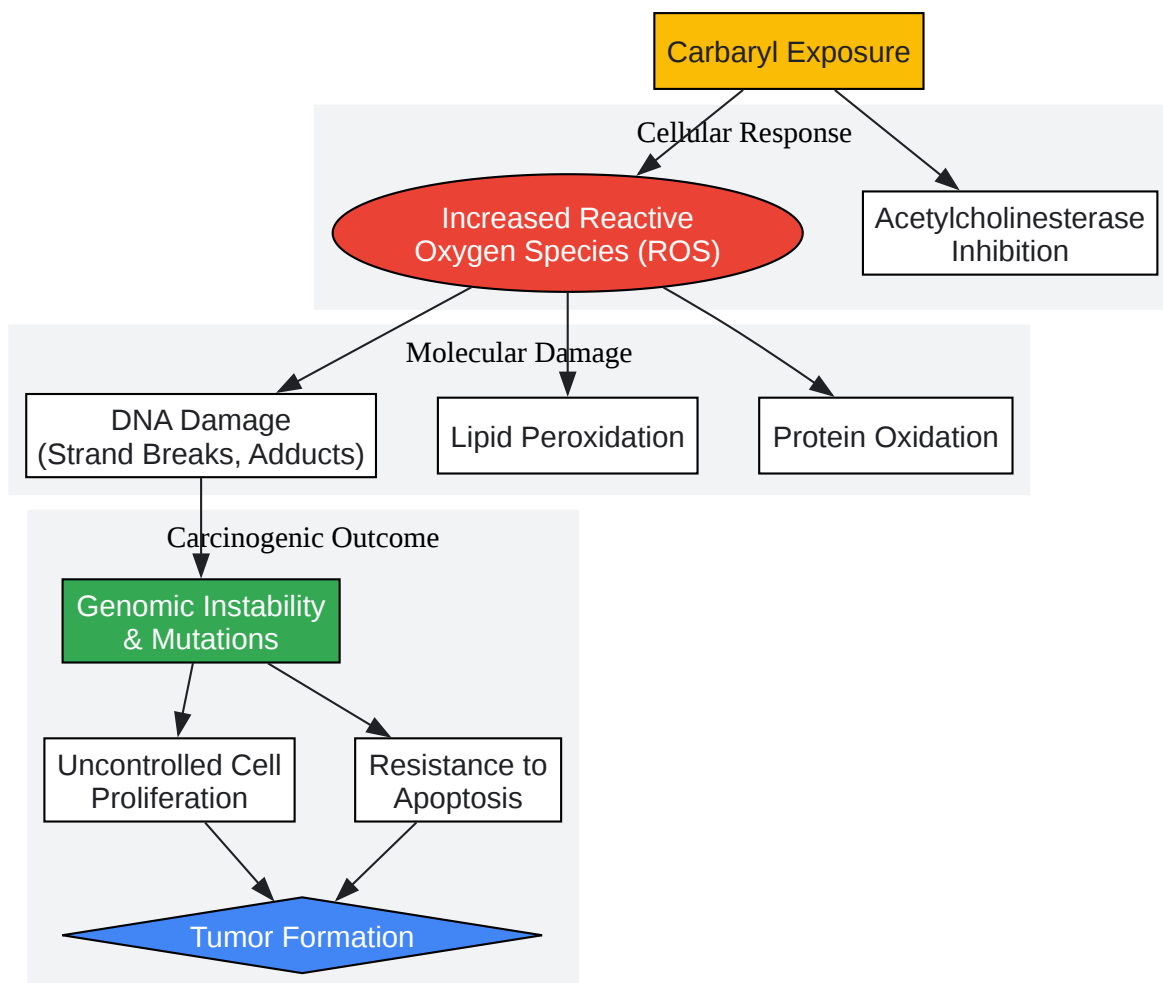 Carbaryl Exposure
Cellular Response
Increased Reactive
Oxygen Species (ROS)
Acetylcholinesterase
Inhibition
Molecular Damage
DNA Damage
(Strand Breaks, Adducts)
Lipid Peroxidation
Protein Oxidation
Carcinogenic Outcome
Genomic Instability
& Mutations
Uncontrolled Cell
Proliferation
Resistance to
Apoptosis
Tumor Formation